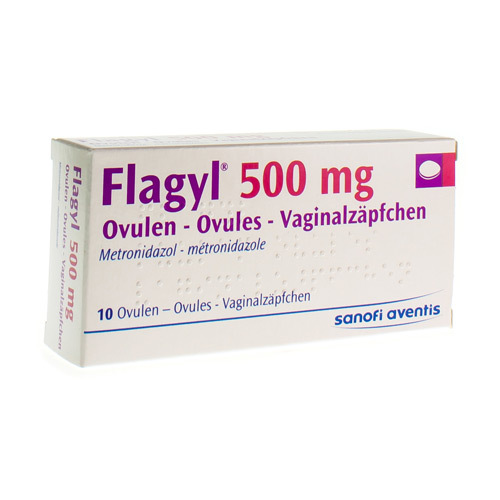 Flagyl® 500 mg
Ovulen - Ovules - Vaginalzäpfchen
Metronidazol - métronidazole
10 Ovulen – Ovules - Vaginalzäpfchen
sanofi aventis
Flagyl 500 mg
Ovulen - Ovules - Vaginalzäpfchen